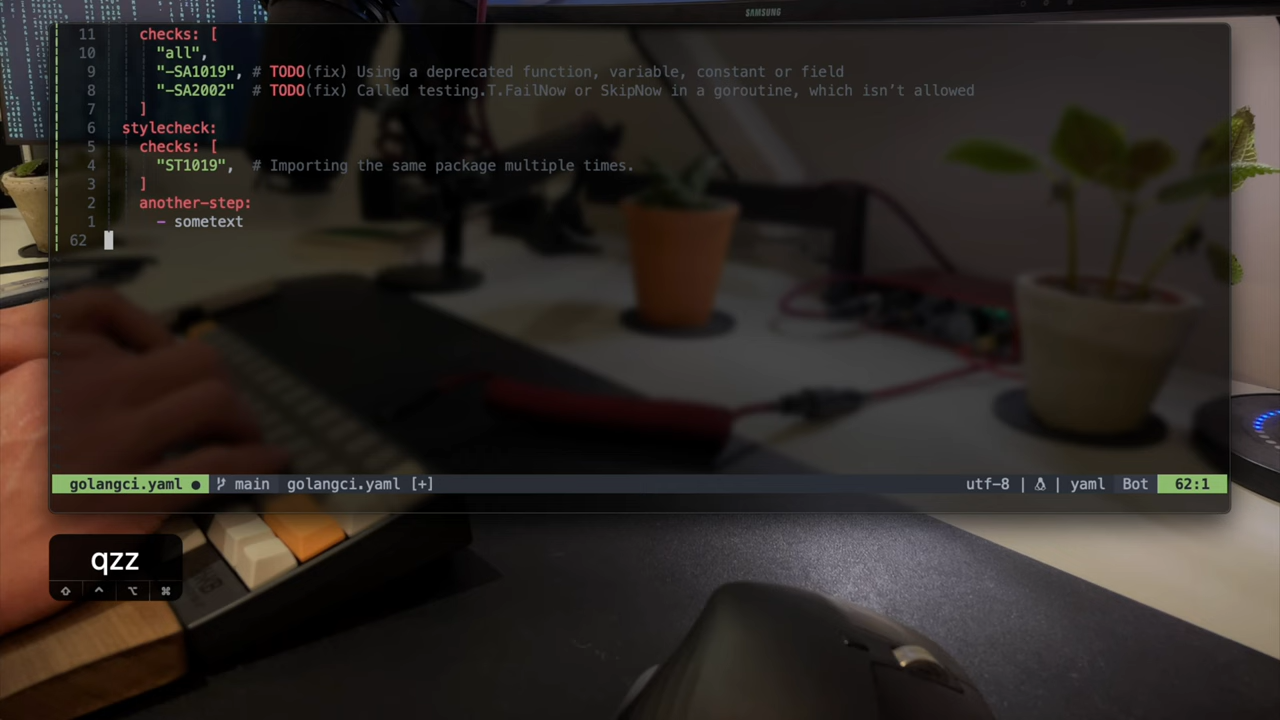 SAMSUNG
11 checks: [
10 "all",
9 "-SA1019", # TODO(fix) Using a deprecated function, variable, constant or field
8 "-SA2002" # TODO(fix) Called testing.T.FailNow or SkipNow in a goroutine, which isn't allowed
7 ]
6 stylecheck:
5 checks: [
4 "ST1019", # Importing the same package multiple times.
3 ]
2 another-step:
1 - sometext
62
golangci.yaml ● main golangci.yaml [+] utf-8 | | yaml Bot 62:1
qzz
⇧ ^ ⌥ ⌘